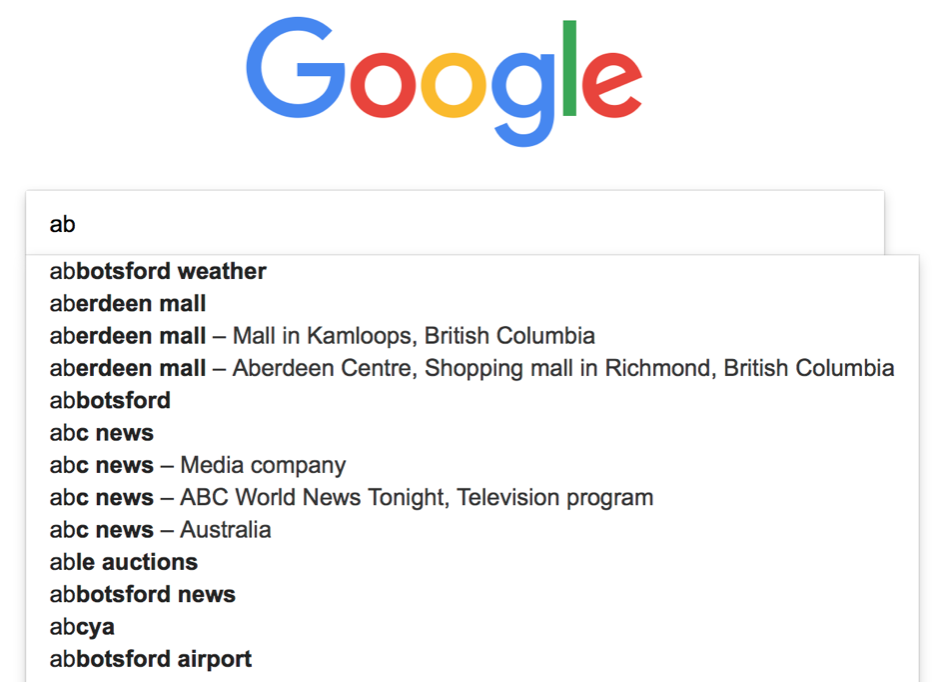 Google
ab
abbotsford weather
aberdeen mall
aberdeen mall – Mall in Kamloops, British Columbia
aberdeen mall – Aberdeen Centre, Shopping mall in Richmond, British Columbia
abbotsford
abc news
abc news – Media company
abc news – ABC World News Tonight, Television program
abc news – Australia
able auctions
abbotsford news
abcya
abbotsford airport